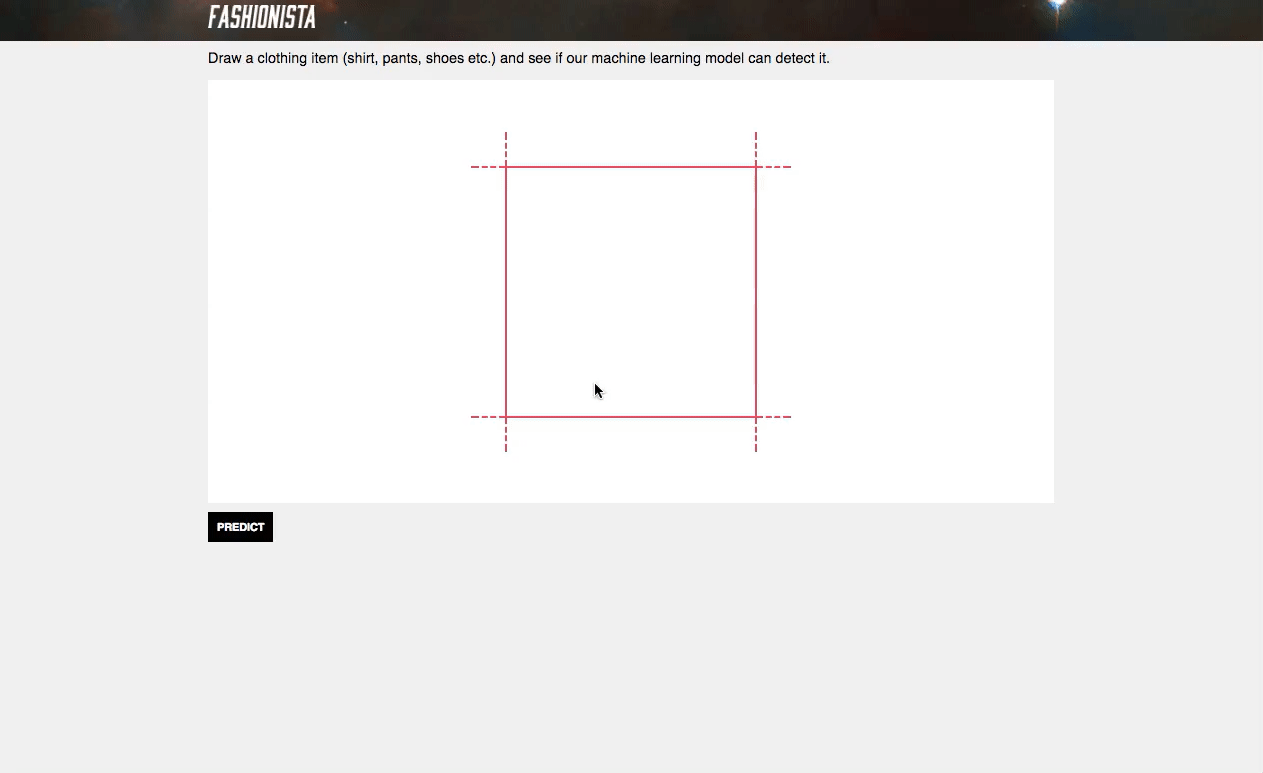 FASHIONISTA
Draw a clothing item (shirt, pants, shoes etc.) and see if our machine learning model can detect it.
PREDICT